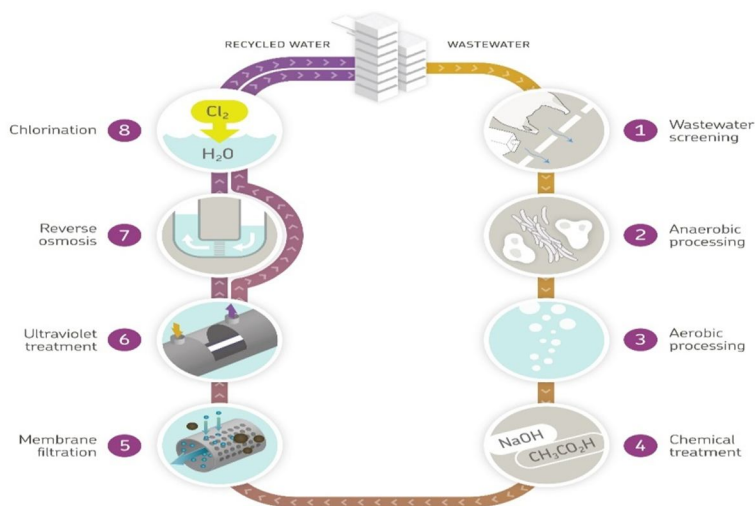 RECYCLED WATER
WASTEWATER
Cl₂
H₂O
Chlorination 8
1 Wastewater
screening
Reverse
osmosis 7
2 Anaerobic
processing
Ultraviolet
treatment 6
3 Aerobic
processing
Membrane
filtration 5
NaOH
CH₃CO₂H
4 Chemical
treatment